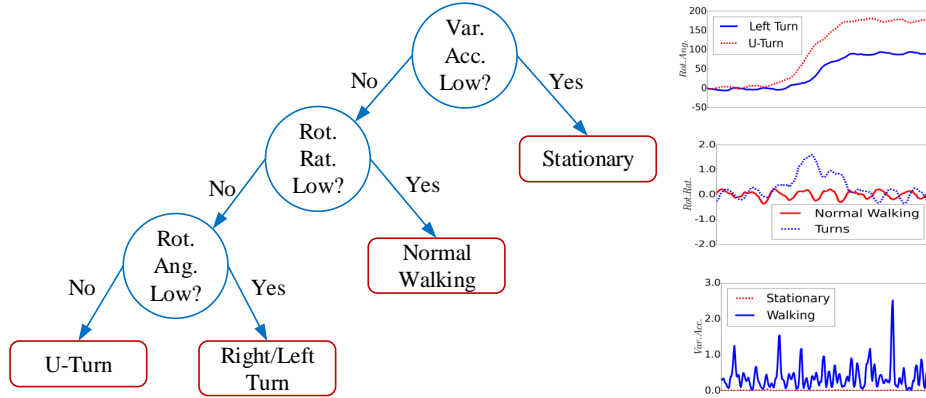 Var.
Acc.
Low?
No
Yes
Rot.
Rat.
Low?
Stationary
No
Yes
Rot.
Ang.
Low?
Normal
Walking
No
Yes
U-Turn
Right/Left
Turn
200
150
100
50
0
-50
Rot.Ang.
Left Turn
U-Turn
2.0
1.0
0.0
-1.0
-2.0
Rot.Rat.
Normal Walking
Turns
3.0
2.0
1.0
0.0
Var.Acc.
Stationary
Walking